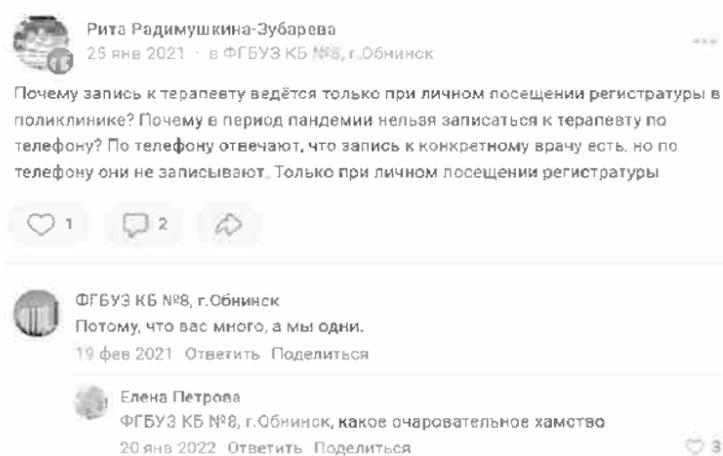 Рита Радимушкина-Зубарева
25 янв 2021 · в ФГБУЗ КБ №8, г.Обнинск
Почему запись к терапевту ведётся только при личном посещении регистратуры в
поликлинике? Почему в период пандемии нельзя записаться к терапевту по
телефону? По телефону отвечают, что запись к конкретному врачу есть, но по
телефону они не записывают. Только при личном посещении регистратуры
1 2
ФГБУЗ КБ №8, г.Обнинск
Потому, что вас много, а мы одни.
19 фев 2021 Ответить Поделиться
Елена Петрова
ФГБУЗ КБ №8, г.Обнинск, какое очаровательное хамство
20 янв 2022 Ответить Поделиться 3